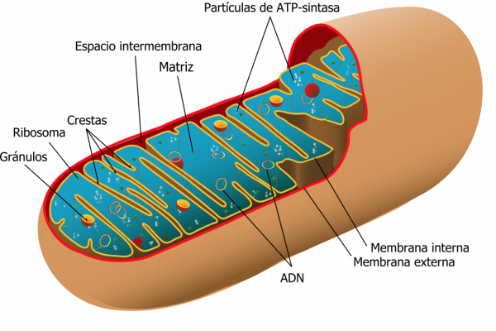 Partículas de ATP-sintasa
Espacio intermembrana
Matriz
Crestas
Ribosoma
Gránulos
Membrana interna
Membrana externa
ADN